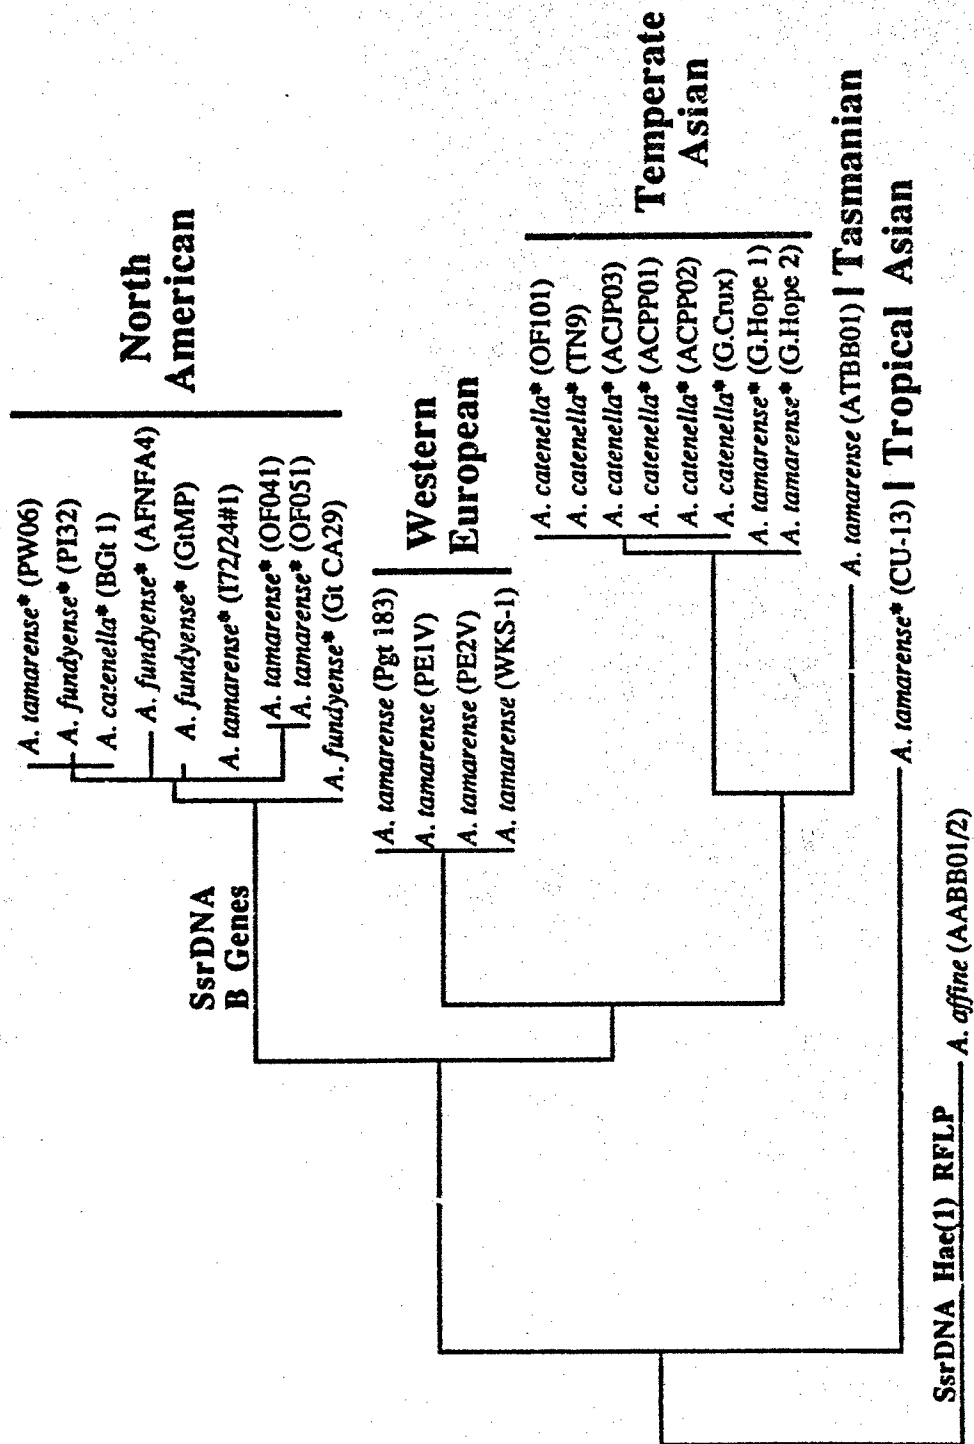 A. tamarense* (PW06)
A. fundyense* (PI32)
A. catenella* (BGt 1)
A. fundyense* (AFNFA4)
A. fundyense* (GtMP)
A. tamarense* (I72/24#1)
A. tamarense* (OF041)
A. tamarense* (OF051)
A. fundyense* (Gt CA29)
North
American
SsrDNA
B Genes
A. tamarense (Pgt 183)
A. tamarense (PE1V)
A. tamarense (PE2V)
A. tamarense (WKS-1)
Western
European
A. catenella* (OF101)
A. catenella* (TN9)
A. catenella* (ACJP03)
A. catenella* (ACPP01)
A. catenella* (ACPP02)
A. catenella* (G.Crux)
A. tamarense* (G.Hope 1)
A. tamarense* (G.Hope 2)
Temperate
Asian
A. tamarense (ATBB01) | Tasmanian
A. tamarense* (CU-13) | Tropical Asian
SsrDNA Hae(1) RFLP
A. affine (AABB01/2)